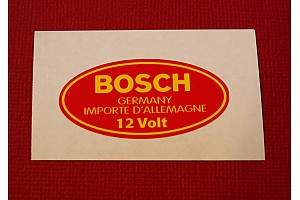 BOSCH
GERMANY
IMPORTE D'ALLEMAGNE
12 Volt